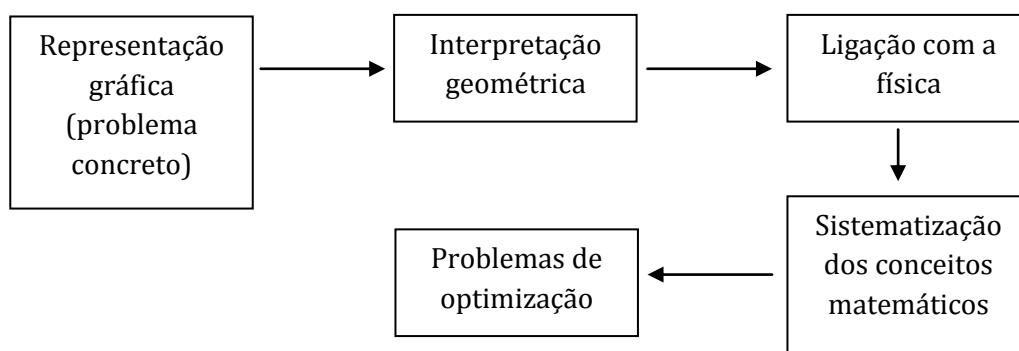 Representação
gráfica
(problema
concreto)
Interpretação
geométrica
Ligação com a
física
Sistematização
dos conceitos
matemáticos
Problemas de
optimização